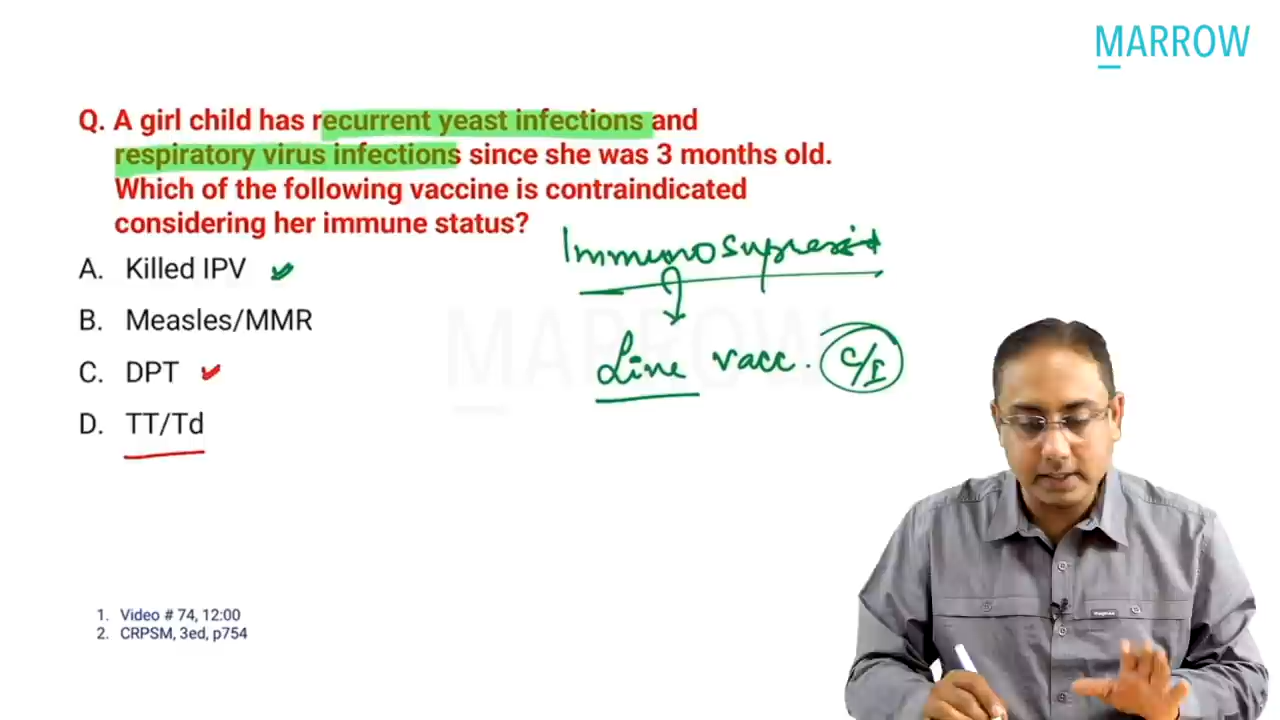 MARROW
Q. A girl child has recurrent yeast infections and
respiratory virus infections since she was 3 months old.
Which of the following vaccine is contraindicated
considering her immune status?
Immunosupressid
A. Killed IPV
B. Measles/MMR
Live vacc. C/I
C. DPT
D. TT/Td
MARROW
1. Video # 74, 12:00
2. CRPSM, 3ed, p754